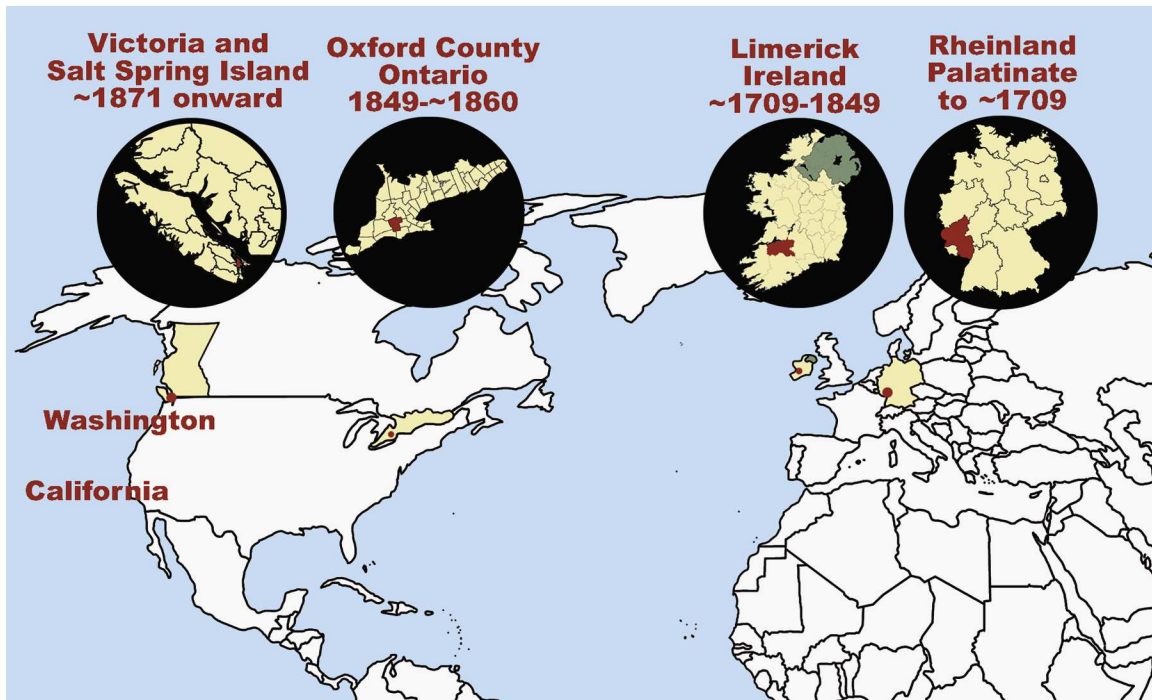 Victoria and
Salt Spring Island
~1871 onward
Oxford County
Ontario
1849-~1860
Limerick
Ireland
~1709-1849
Rheinland
Palatinate
to ~1709
Washington
California